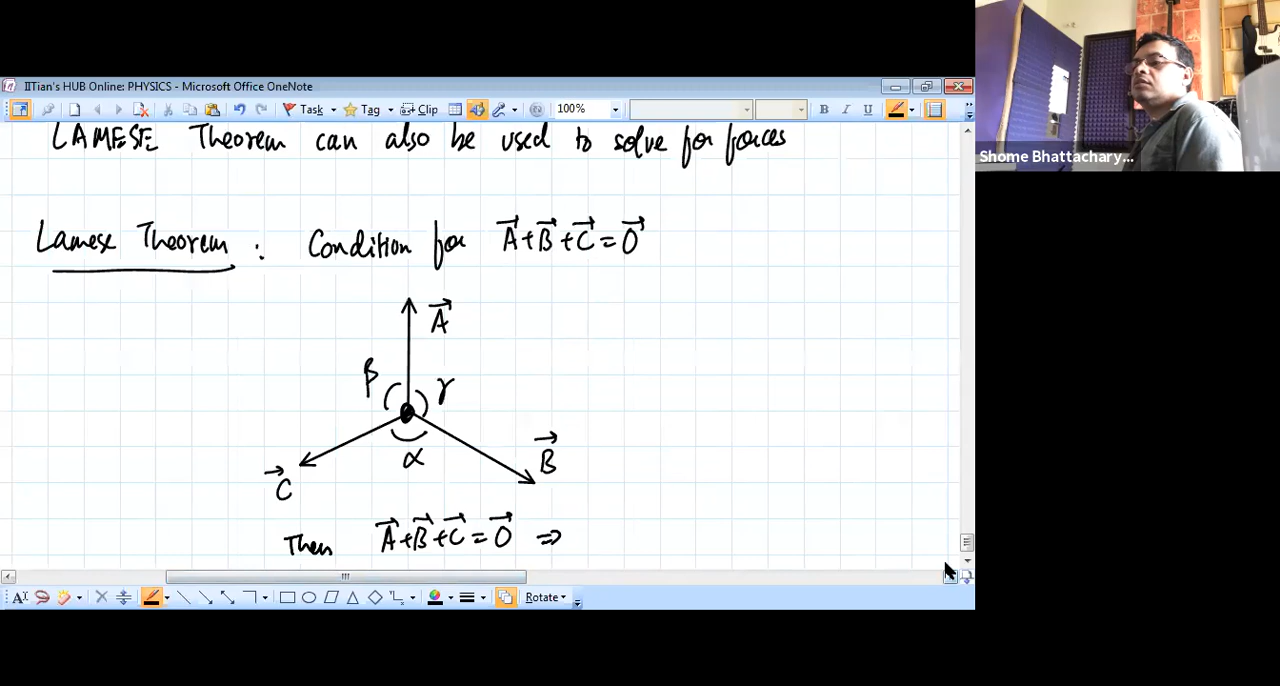 IITian's HUB Online: PHYSICS - Microsoft Office OneNote
Task Tag Clip 100% B I U
LAMESE Theorem can also be used to solve for forces
Shome Bhattachary...
Lamese Theorem : Condition for A⃗+B⃗+C⃗=0⃗
A⃗
β γ
α
B⃗
C⃗
Then A⃗+B⃗+C⃗=0⃗ ⇒
Rotate